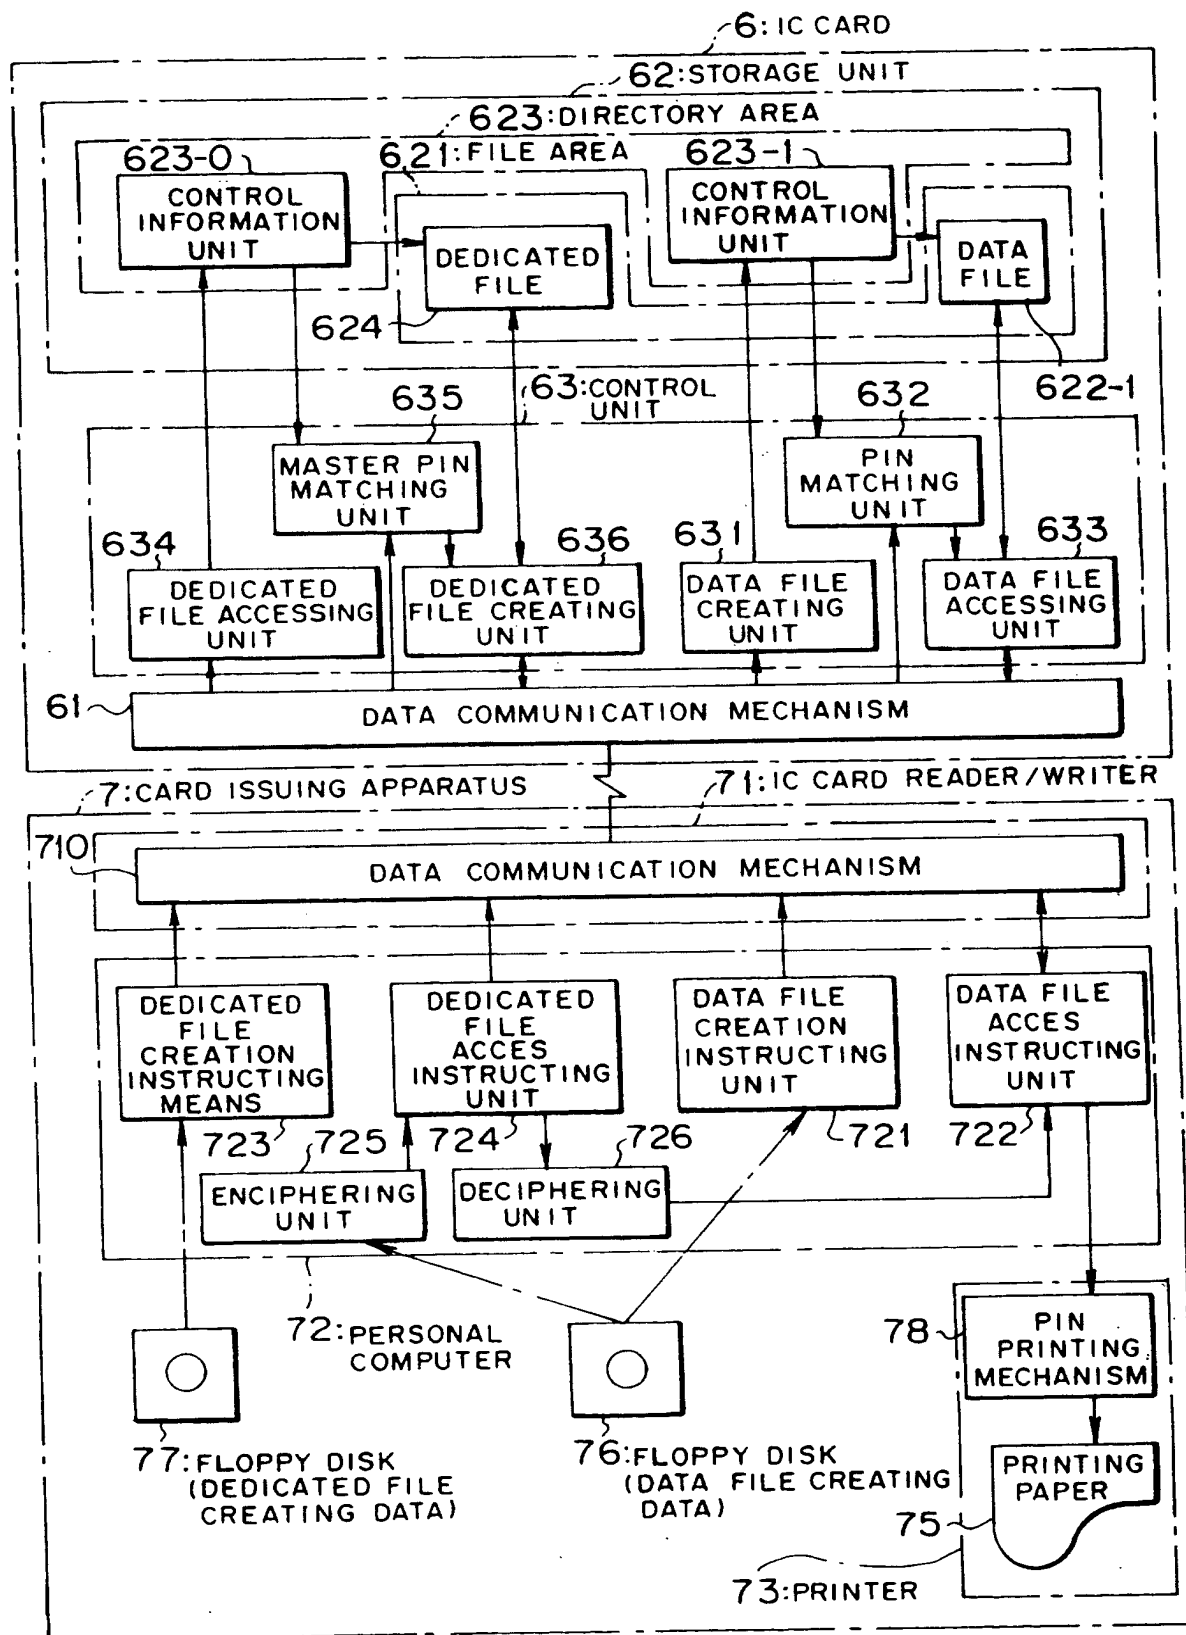 6: IC CARD
62: STORAGE UNIT
623: DIRECTORY AREA
623-0
621: FILE AREA
623-1
CONTROL
INFORMATION
UNIT
CONTROL
INFORMATION
UNIT
DEDICATED
FILE
DATA
FILE
624
622-1
63: CONTROL
UNIT
635
632
MASTER PIN
MATCHING
UNIT
PIN
MATCHING
UNIT
634
636
631
633
DEDICATED
FILE ACCESSING
UNIT
DEDICATED
FILE CREATING
UNIT
DATA FILE
CREATING
UNIT
DATA FILE
ACCESSING
UNIT
61
DATA COMMUNICATION MECHANISM
7: CARD ISSUING APPARATUS
71: IC CARD READER/WRITER
710
DATA COMMUNICATION MECHANISM
DEDICATED
FILE
CREATION
INSTRUCTING
MEANS
DEDICATED
FILE
ACCES
INSTRUCTING
UNIT
DATA FILE
CREATION
INSTRUCTING
UNIT
DATA FILE
ACCES
INSTRUCTING
UNIT
723
725
724
726
721
722
ENCIPHERING
UNIT
DECIPHERING
UNIT
72: PERSONAL
COMPUTER
78
PIN
PRINTING
MECHANISM
77: FLOPPY DISK
(DEDICATED FILE
CREATING DATA)
76: FLOPPY DISK
(DATA FILE CREATING
DATA)
PRINTING
PAPER
75
73: PRINTER